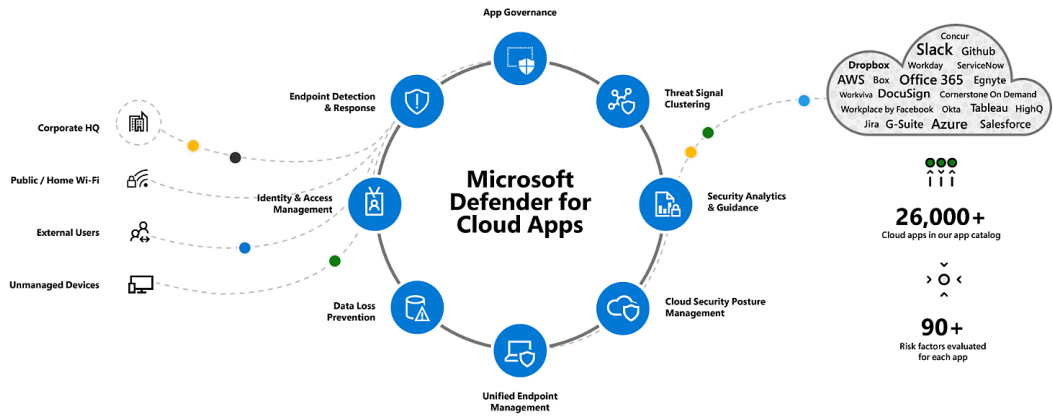 App Governance
Endpoint Detection
& Response
Threat Signal
Clustering
Corporate HQ
Public / Home Wi-Fi
External Users
Unmanaged Devices
Identity & Access
Management
Microsoft
Defender for
Cloud Apps
Security Analytics
& Guidance
Data Loss
Prevention
Cloud Security Posture
Management
Unified Endpoint
Management
Concur
Slack Github
Dropbox Workday ServiceNow
AWS Box Office 365 Egnyte
Workviva DocuSign Cornerstone On Demand
Workplace by Facebook Okta Tableau HighQ
Jira G-Suite Azure Salesforce
26,000+
Cloud apps in our app catalog
90+
Risk factors evaluated
for each app